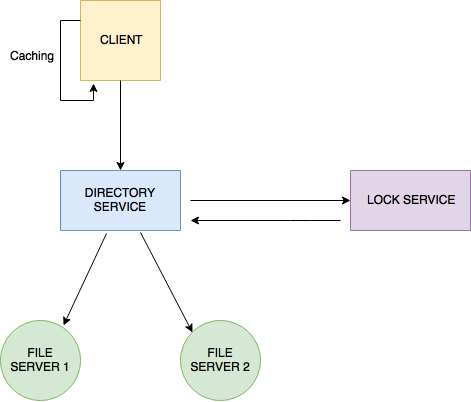 CLIENT
Caching
DIRECTORY
SERVICE
LOCK SERVICE
FILE
SERVER 1
FILE
SERVER 2